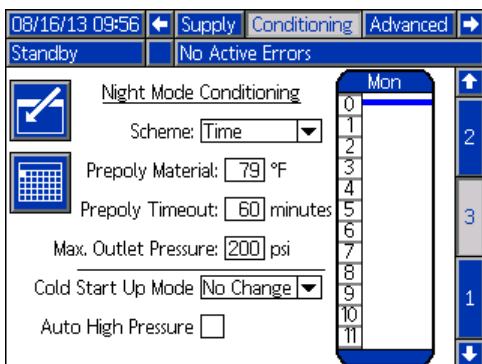 08/16/13 09:56 Supply Conditioning Advanced
Standby No Active Errors
Night Mode Conditioning
Scheme: Time
Prepoly Material: 79 °F
Prepoly Timeout: 60 minutes
Max. Outlet Pressure: 200 psi
Cold Start Up Mode No Change
Auto High Pressure
Mon
0
1
2
3
4
5
6
7
8
9
10
11
2
3
1